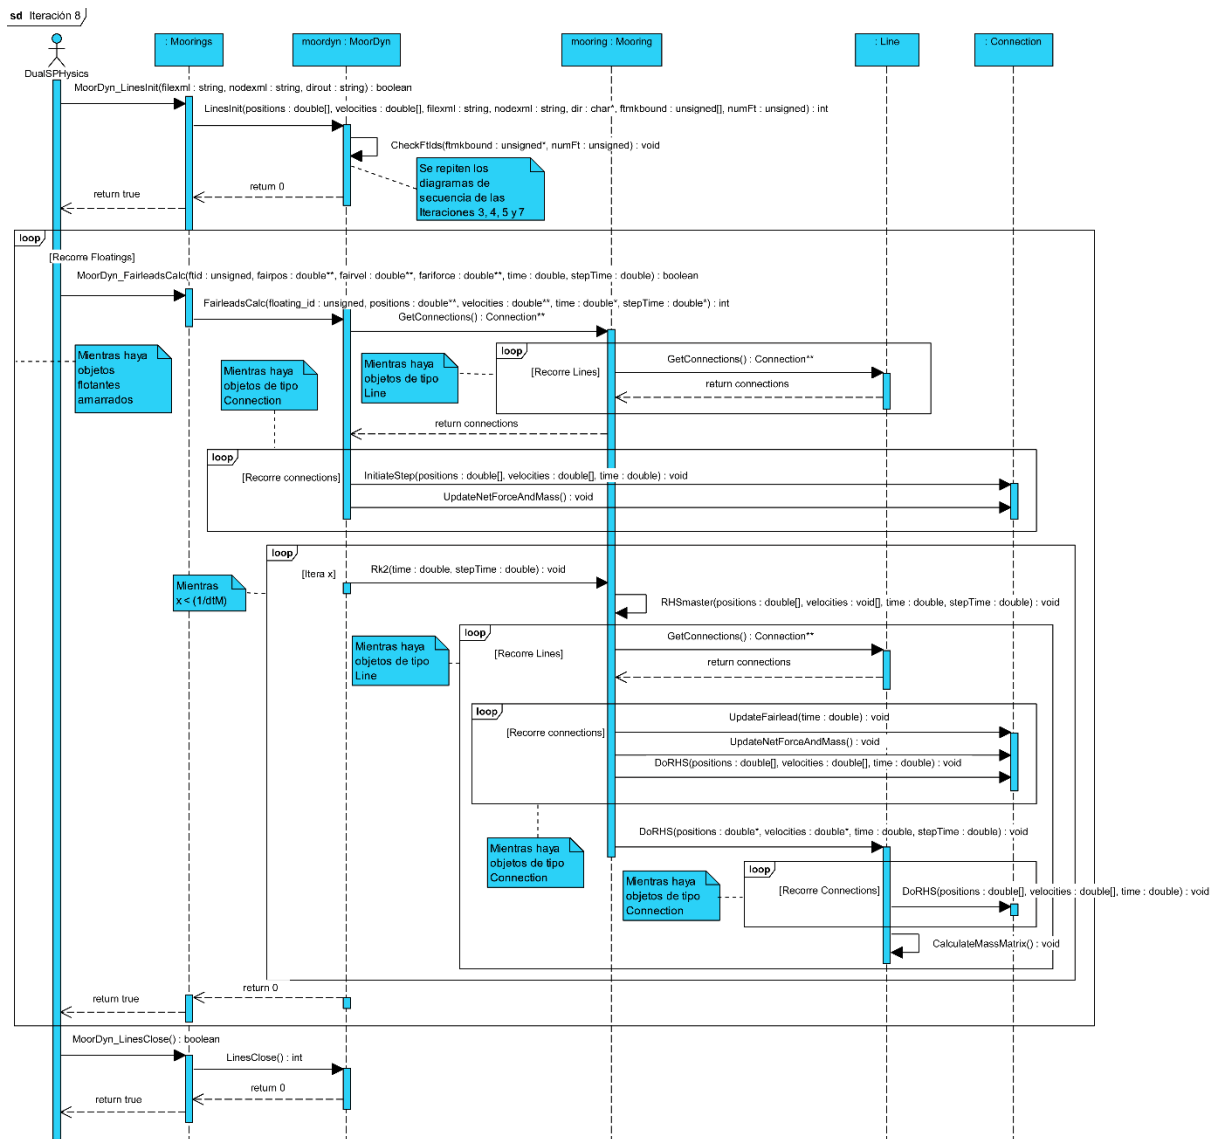 sd Iteración 8
: Moorings
moordyn : MoorDyn
mooring : Mooring
: Line
: Connection
DualSPHysics
MoorDyn_LinesInit(filexml : string, nodexml : string, dirout : string) : boolean
LinesInit(positions : double[], velocities : double[], filexml : string, nodexml : string, dir : char*, ftmkbound : unsigned[], numFt : unsigned) : int
CheckFtIds(ftmkbound : unsigned*, numFt : unsigned) : void
Se repiten los
diagramas de
secuencia de las
Iteraciones 3, 4, 5 y 7
return 0
return true
loop
[Recorre Floatings]
MoorDyn_FairleadsCalc(ftid : unsigned, fairpos : double**, fairvel : double**, fariforce : double**, time : double, stepTime : double) : boolean
FairleadsCalc(floating_id : unsigned, positions : double**, velocities : double**, time : double*, stepTime : double*) : int
GetConnections() : Connection**
Mientras haya
objetos
flotantes
amarrados
Mientras haya
objetos de tipo
Connection
Mientras haya
objetos de tipo
Line
loop
[Recorre Lines]
GetConnections() : Connection**
return connections
return connections
loop
[Recorre connections]
InitiateStep(positions : double[], velocities : double[], time : double) : void
UpdateNetForceAndMass() : void
loop
[Itera x]
Mientras
x < (1/dtM)
Rk2(time : double. stepTime : double) : void
RHSmaster(positions : double[], velocities : void[], time : double, stepTime : double) : void
loop
[Recorre Lines]
Mientras haya
objetos de tipo
Line
GetConnections() : Connection**
return connections
loop
[Recorre connections]
UpdateFairlead(time : double) : void
UpdateNetForceAndMass() : void
DoRHS(positions : double[], velocities : double[], time : double) : void
Mientras haya
objetos de tipo
Connection
DoRHS(positions : double*, velocities : double*, time : double, stepTime : double) : void
loop
[Recorre Connections]
Mientras haya
objetos de tipo
Connection
DoRHS(positions : double[], velocities : double[], time : double) : void
CalculateMassMatrix() : void
return 0
return true
MoorDyn_LinesClose() : boolean
LinesClose() : int
return 0
return true